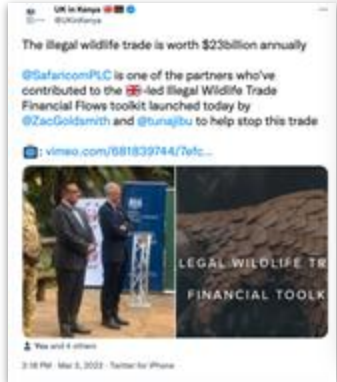 UK in Kenya
@UKinKenya
The illegal wildlife trade is worth $23billion annually
@SafaricomPLC is one of the partners who've
contributed to the 🇬🇧-led Illegal Wildlife Trade
Financial Flows toolkit launched today by
@ZacGoldsmith and @tunajibu to help stop this trade
: vimeo.com/681839744/7efc...
LEGAL WILDLIFE TR
FINANCIAL TOOLK
You and 4 others
3:18 PM · Mar 3, 2022 · Twitter for iPhone